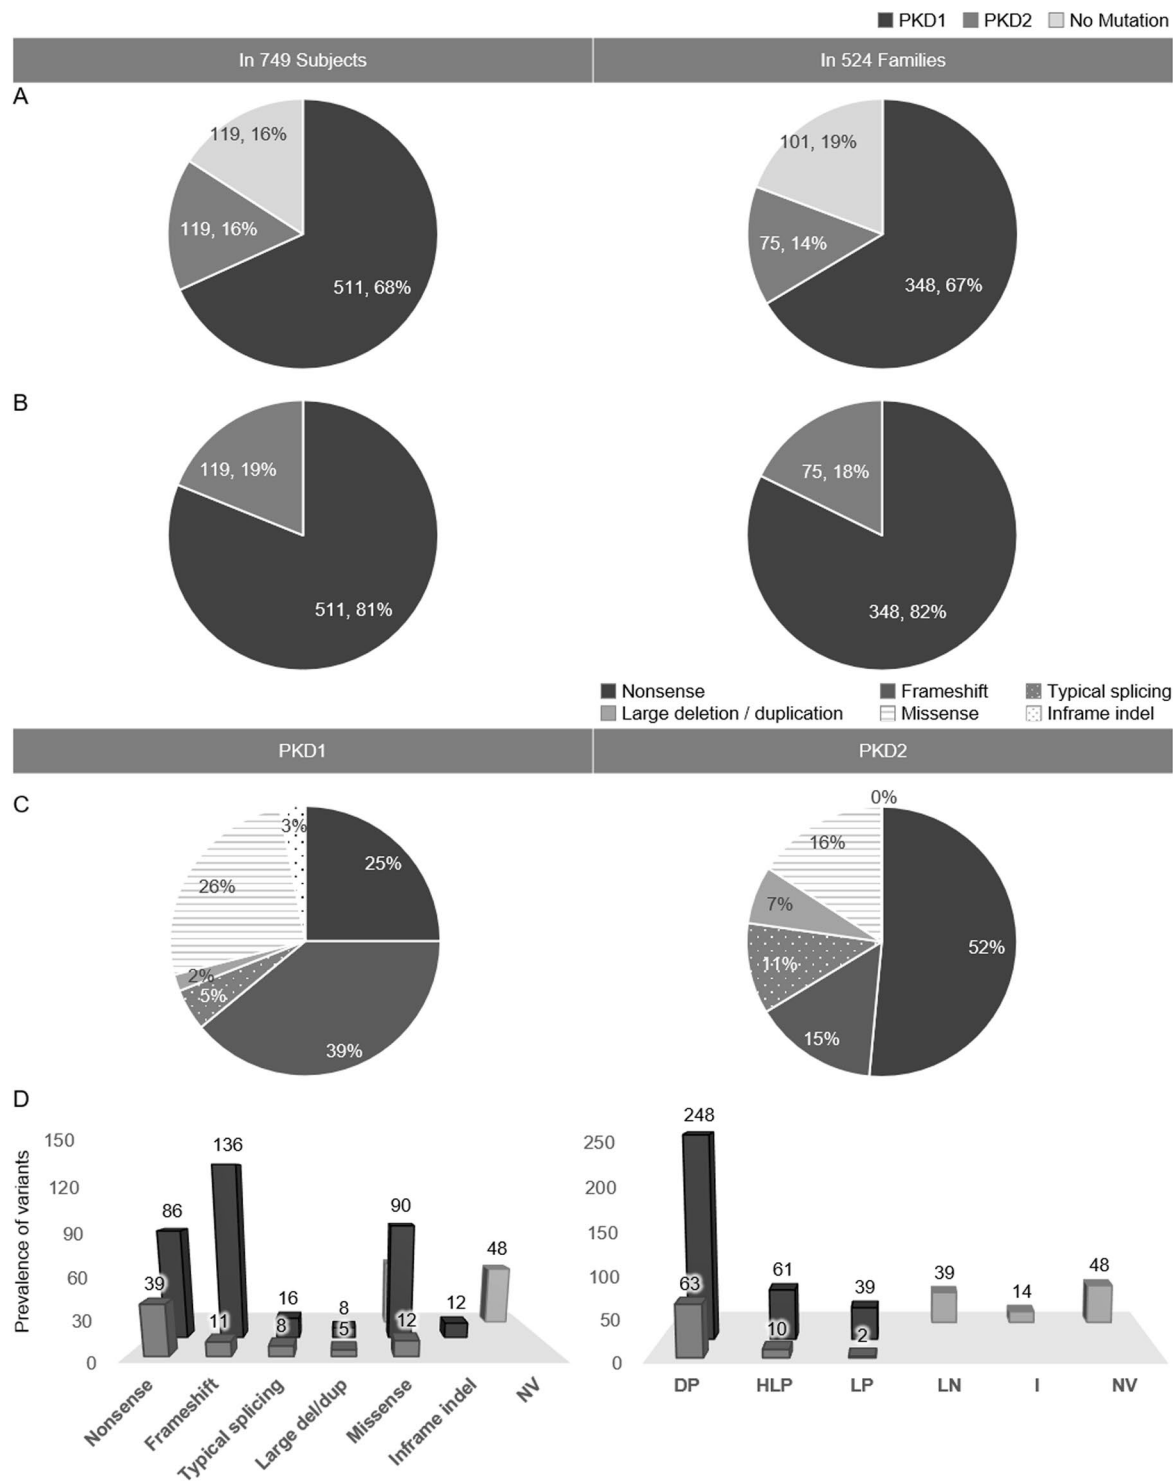 PKD1 PKD2 No Mutation
In 749 Subjects In 524 Families
A
119, 16% 101, 19%
119, 16% 75, 14%
511, 68% 348, 67%
B
119, 19% 75, 18%
511, 81% 348, 82%
Nonsense Frameshift Typical splicing
Large deletion / duplication Missense Inframe indel
PKD1 PKD2
C
0%
3% 16%
25%
26% 7%
52%
2% 11%
5%
15%
39%
D
248
150 136 250
120 200
86 90
90 150
Prevalence of variants
48 61 48
60 39 100 63 39 39
16 8 12 14
30 11 8 5 12 50 10 2
0 0
Nonsense Frameshift Typical splicing Large del/dup Missense Inframe indel NV
DP HLP LP LN I NV